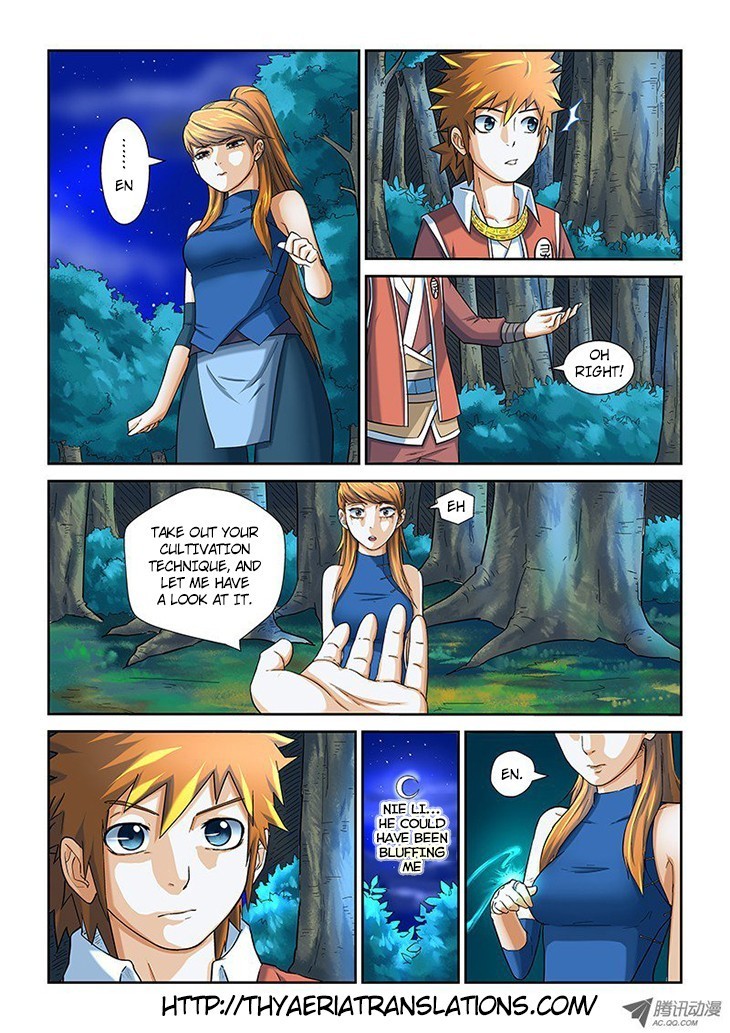 ......
EN
OH
RIGHT!
TAKE OUT YOUR
CULTIVATION
TECHNIQUE, AND
LET ME HAVE
A LOOK AT IT.
EH
NIE LI...
HE COULD
HAVE BEEN
BLUFFING
ME
EN.
HTTP://THYAERIATRANSLATIONS.COM/
腾讯动漫
AC.QQ.COM